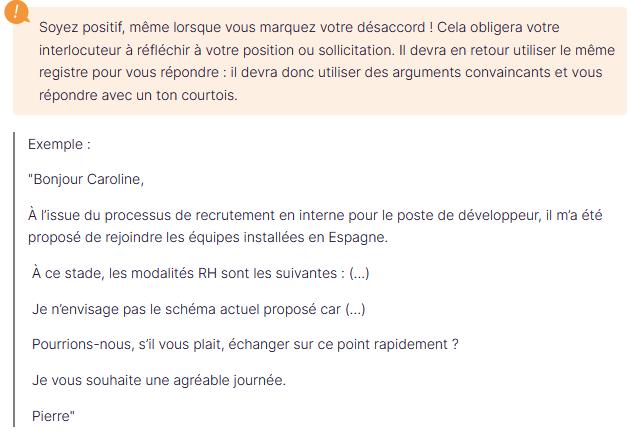 !
Soyez positif, même lorsque vous marquez votre désaccord ! Cela obligera votre
interlocuteur à réfléchir à votre position ou sollicitation. Il devra en retour utiliser le même
registre pour vous répondre : il devra donc utiliser des arguments convaincants et vous
répondre avec un ton courtois.
Exemple :
"Bonjour Caroline,
À l’issue du processus de recrutement en interne pour le poste de développeur, il m’a été
proposé de rejoindre les équipes installées en Espagne.
À ce stade, les modalités RH sont les suivantes : (…)
Je n’envisage pas le schéma actuel proposé car (…)
Pourrions-nous, s’il vous plait, échanger sur ce point rapidement ?
Je vous souhaite une agréable journée.
Pierre"